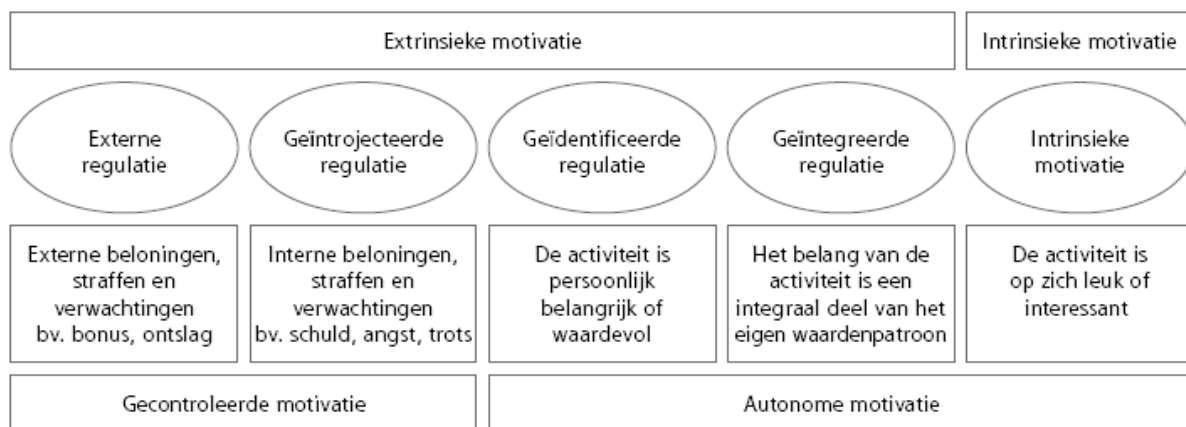 Extrinsieke motivatie
Intrinsieke motivatie
Externe
regulatie
Geïntrojecteerde
regulatie
Geïdentificeerde
regulatie
Geïntegreerde
regulatie
Intrinsieke
motivatie
Externe beloningen,
straffen en
verwachtingen
bv. bonus, ontslag
Interne beloningen,
straffen en
verwachtingen
bv. schuld, angst, trots
De activiteit is
persoonlijk
belangrijk of
waardevol
Het belang van de
activiteit is een
integraal deel van het
eigen waardenpatroon
De activiteit is
op zich leuk of
interessant
Gecontroleerde motivatie
Autonome motivatie